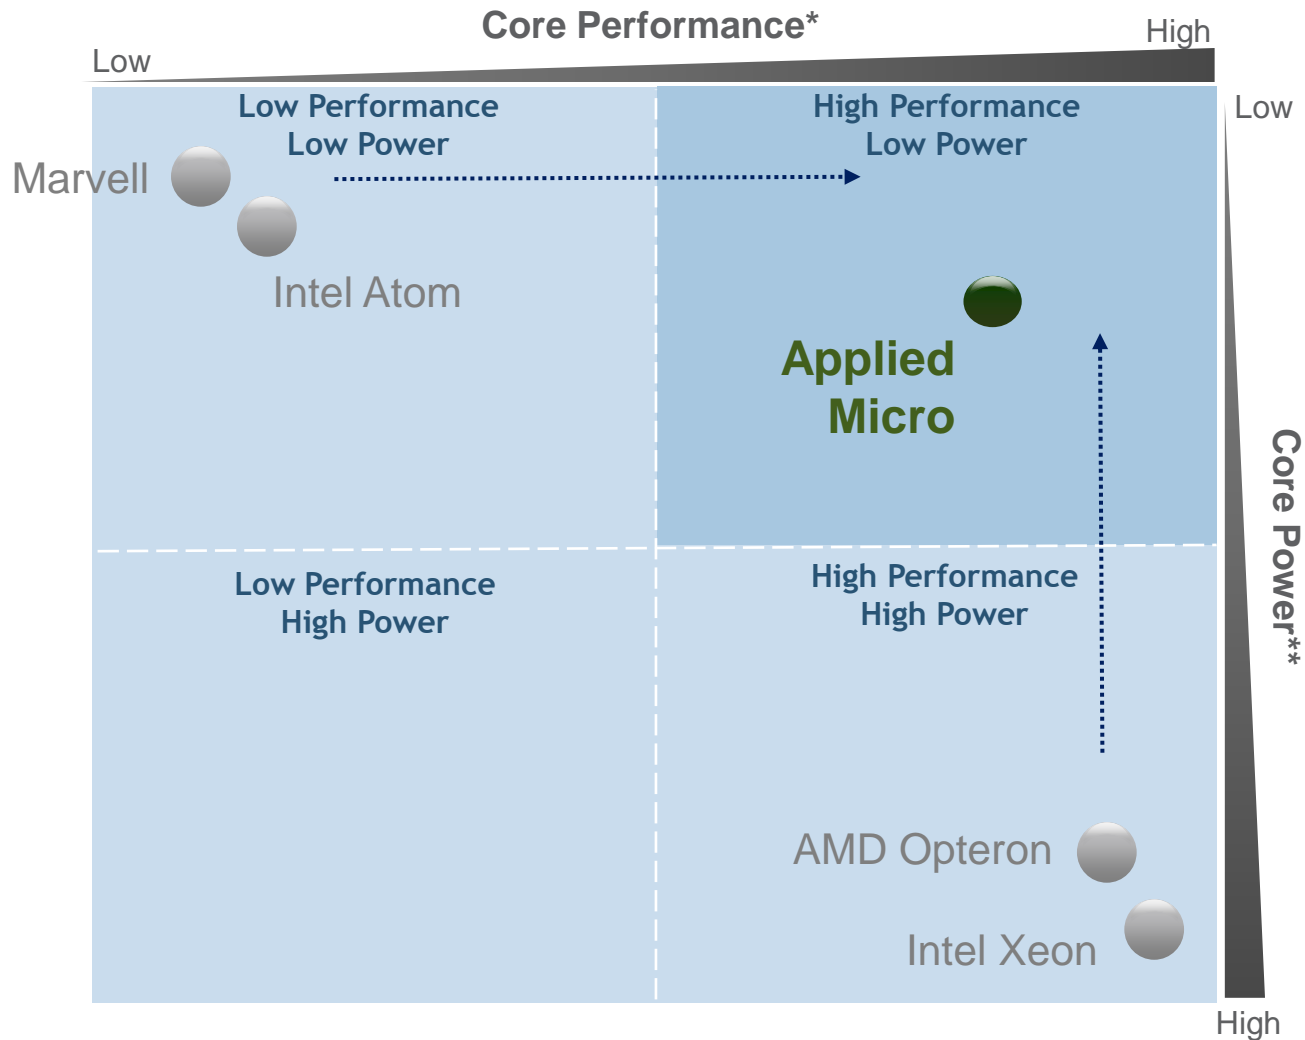 Core Performance*
Low
High
Low Performance
Low Power
High Performance
Low Power
Low
Marvell
Intel Atom
Applied
Micro
Core Power**
Low Performance
High Power
High Performance
High Power
AMD Opteron
Intel Xeon
High